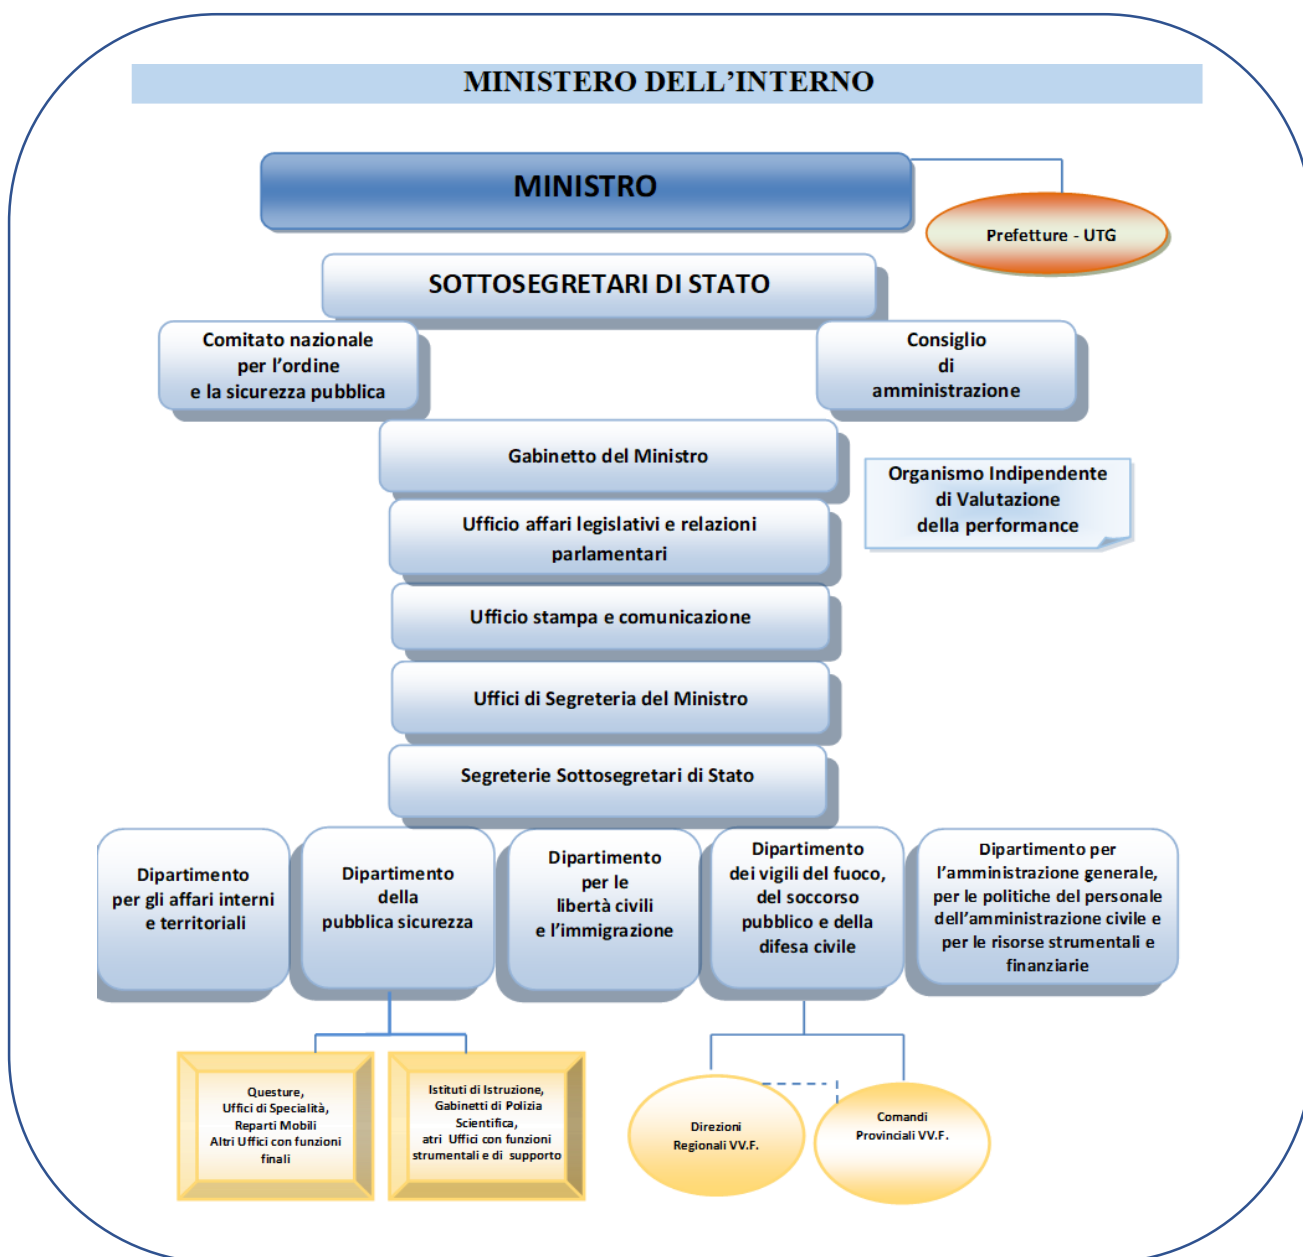 MINISTERO DELL’INTERNO
MINISTRO
Prefetture - UTG
SOTTOSEGRETARI DI STATO
Comitato nazionale
per l’ordine
e la sicurezza pubblica
Consiglio
di
amministrazione
Gabinetto del Ministro
Organismo Indipendente
di Valutazione
della performance
Ufficio affari legislativi e relazioni
parlamentari
Ufficio stampa e comunicazione
Uffici di Segreteria del Ministro
Segreterie Sottosegretari di Stato
Dipartimento
per gli affari interni
e territoriali
Dipartimento
della
pubblica sicurezza
Dipartimento
per le
libertà civili
e l’immigrazione
Dipartimento
dei vigili del fuoco,
del soccorso
pubblico e della
difesa civile
Dipartimento per
l’amministrazione generale,
per le politiche del personale
dell’amministrazione civile e
per le risorse strumentali e
finanziarie
Questure,
Uffici di Specialità,
Reparti Mobili
Altri Uffici con funzioni
finali
Istituti di Istruzione,
Gabinetti di Polizia
Scientifica,
atri Uffici con funzioni
strumentali e di supporto
Direzioni
Regionali VV.F.
Comandi
Provinciali VV.F.